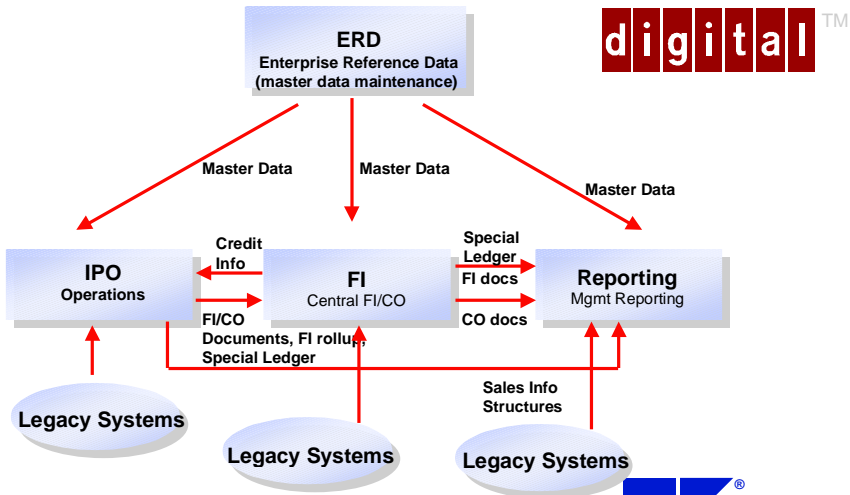 ERD
Enterprise Reference Data
(master data maintenance)
digital TM
Master Data
Master Data
Master Data
IPO
Operations
Credit
Info
FI
Central FI/CO
Special
Ledger
FI docs
CO docs
Reporting
Mgmt Reporting
FI/CO
Documents, FI rollup,
Special Ledger
Sales Info
Structures
Legacy Systems
Legacy Systems
Legacy Systems
®